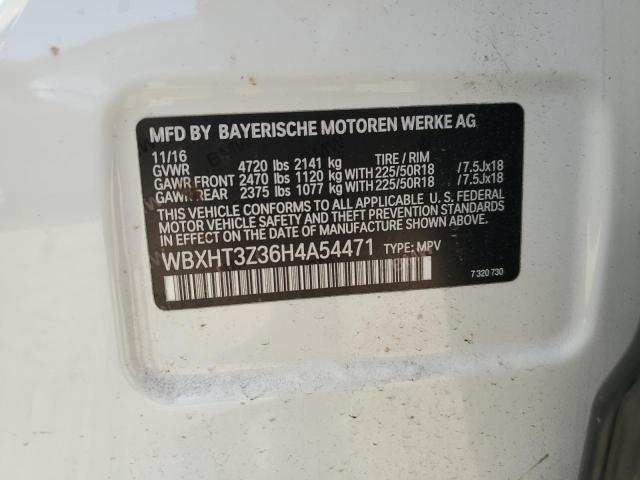 MFD BY BAYERISCHE MOTOREN WERKE AG
11/16
GVWR 4720 lbs 2141 kg TIRE / RIM
GAWR FRONT 2470 lbs 1120 kg WITH 225/50R18 /7.5Jx18
GAWR REAR 2375 lbs 1077 kg WITH 225/50R18 /7.5Jx18
THIS VEHICLE CONFORMS TO ALL APPLICABLE U. S. FEDERAL
MOTOR VEHICLE SAFETY, BUMPER, AND THEFT PREVENTION
STANDARDS IN EFFECT ON THE DATE OF MANUFACTURE SHOWN ABOVE.
WBXHT3Z36H4A54471 TYPE: MPV
7 320 730